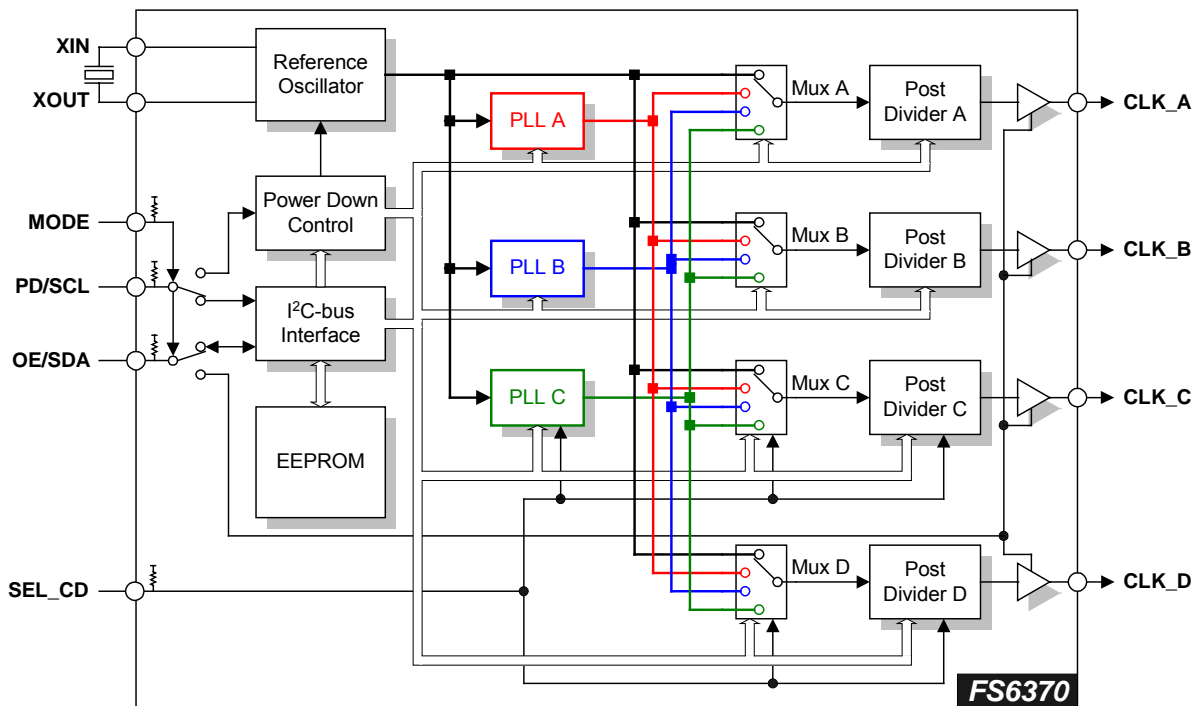 XIN
XOUT
MODE
PD/SCL
OE/SDA
SEL_CD
Reference
Oscillator
Power Down
Control
I²C-bus
Interface
EEPROM
PLL A
PLL B
PLL C
Mux A
Post
Divider A
CLK_A
Mux B
Post
Divider B
CLK_B
Mux C
Post
Divider C
CLK_C
Mux D
Post
Divider D
CLK_D
FS6370